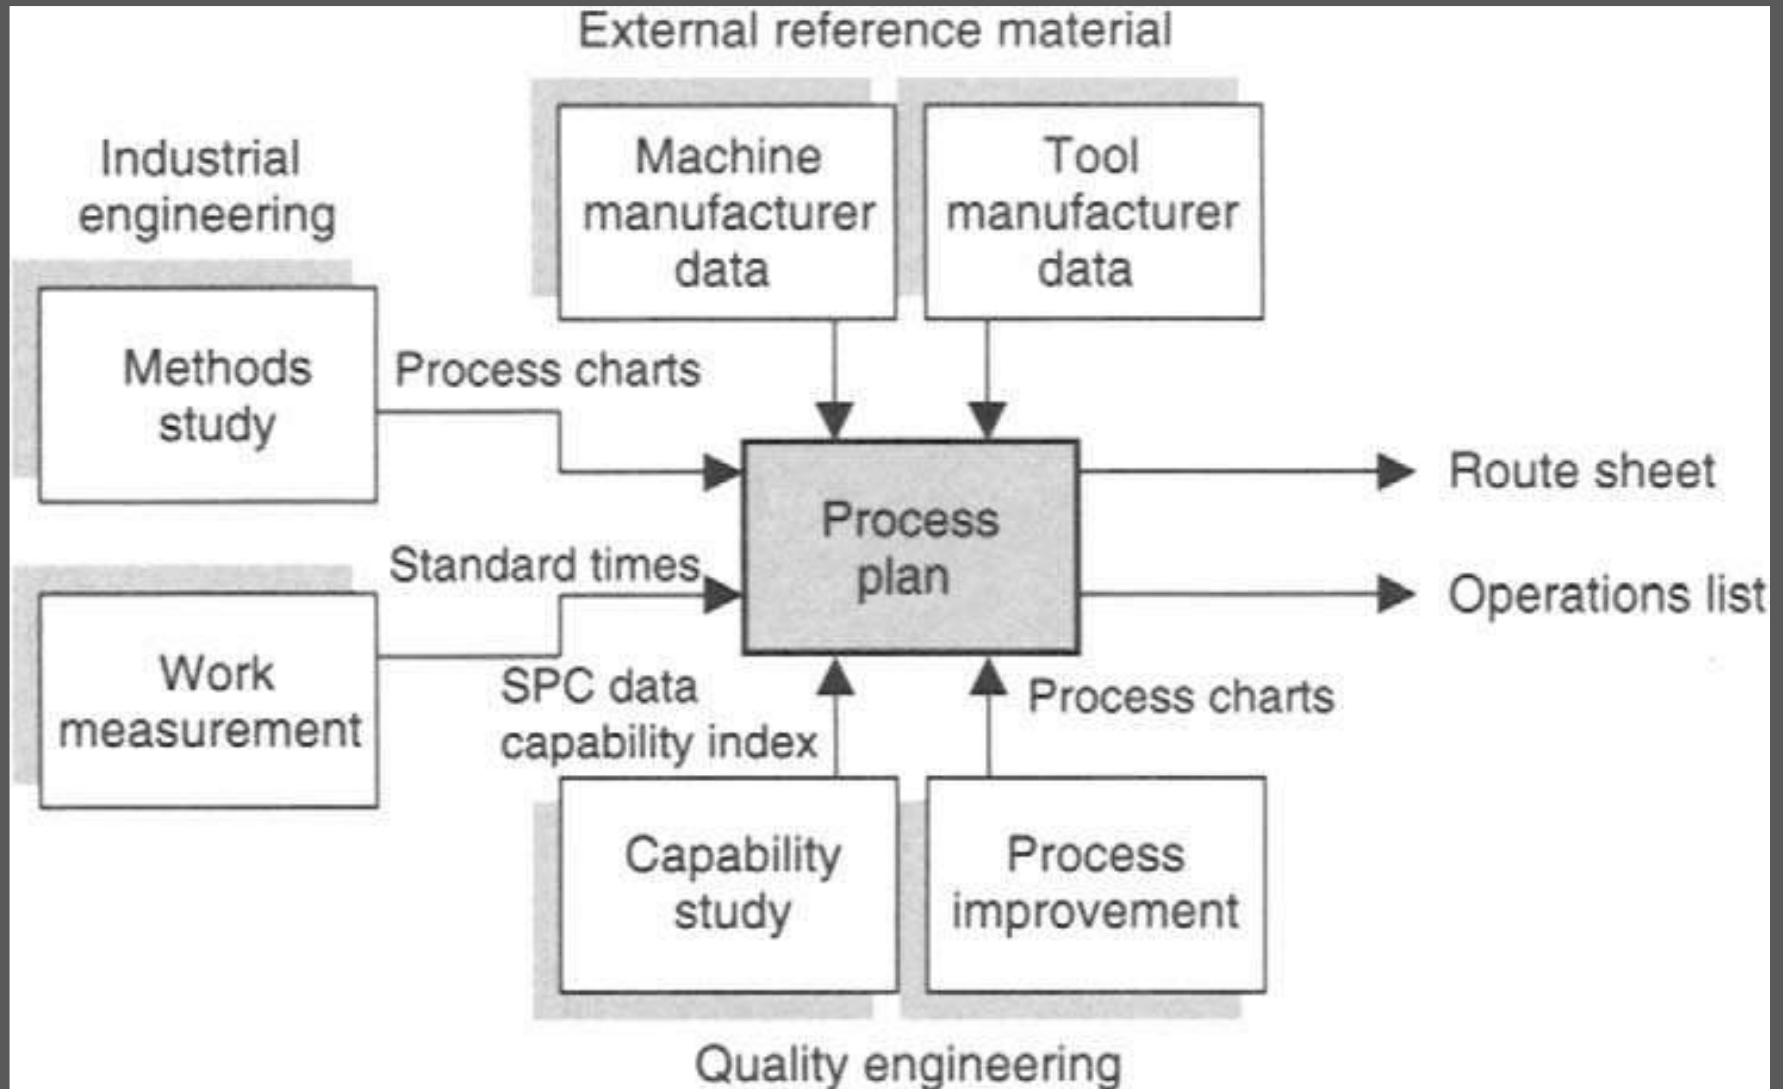 External reference material
Industrial
engineering
Machine
manufacturer
data
Tool
manufacturer
data
Methods
study
Process charts
Route sheet
Process
plan
Standard times
Operations list
Work
measurement
SPC data
capability index
Process charts
Capability
study
Process
improvement
Quality engineering